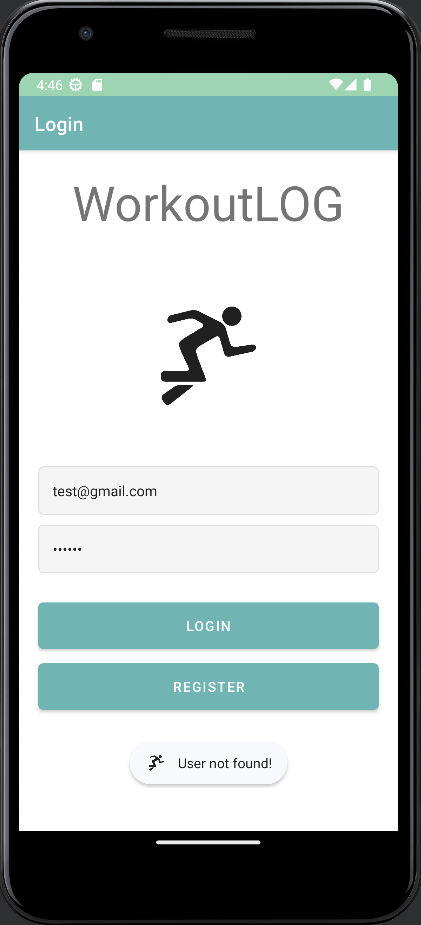 4:46
Login
WorkoutLOG
test@gmail.com
••••••
LOGIN
REGISTER
User not found!